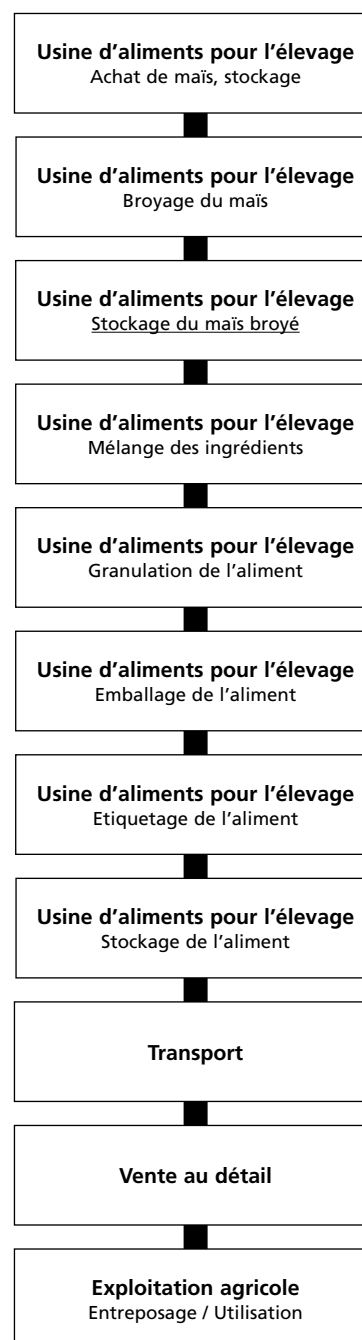 Usine d’aliments pour l’élevage
Achat de maïs, stockage
Usine d’aliments pour l’élevage
Broyage du maïs
Usine d’aliments pour l’élevage
Stockage du maïs broyé
Usine d’aliments pour l’élevage
Mélange des ingrédients
Usine d’aliments pour l’élevage
Granulation de l’aliment
Usine d’aliments pour l’élevage
Emballage de l’aliment
Usine d’aliments pour l’élevage
Etiquetage de l’aliment
Usine d’aliments pour l’élevage
Stockage de l’aliment
Transport
Vente au détail
Exploitation agricole
Entreposage / Utilisation